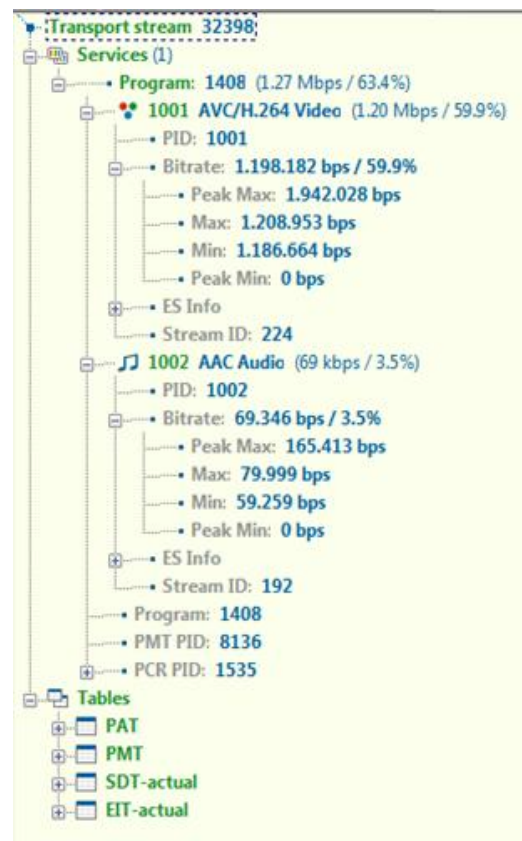 Transport stream 32398
Services (1)
Program: 1408 (1.27 Mbps / 63.4%)
1001 AVC/H.264 Video (1.20 Mbps / 59.9%)
PID: 1001
Bitrate: 1.198.182 bps / 59.9%
Peak Max: 1.942.028 bps
Max: 1.208.953 bps
Min: 1.186.664 bps
Peak Min: 0 bps
ES Info
Stream ID: 224
1002 AAC Audio (69 kbps / 3.5%)
PID: 1002
Bitrate: 69.346 bps / 3.5%
Peak Max: 165.413 bps
Max: 79.999 bps
Min: 59.259 bps
Peak Min: 0 bps
ES Info
Stream ID: 192
Program: 1408
PMT PID: 8136
PCR PID: 1535
Tables
PAT
PMT
SDT-actual
EIT-actual